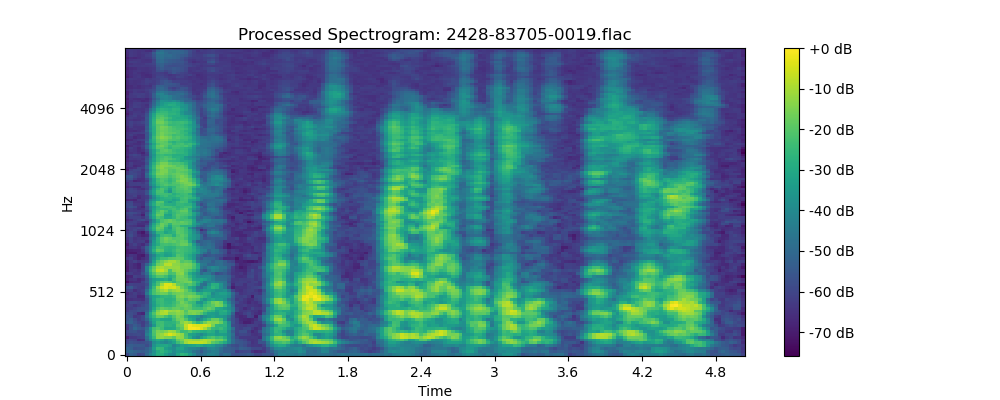 Processed Spectrogram: 2428-83705-0019.flac
Hz
4096
2048
1024
512
0
0 0.6 1.2 1.8 2.4 3 3.6 4.2 4.8
Time
+0 dB
-10 dB
-20 dB
-30 dB
-40 dB
-50 dB
-60 dB
-70 dB